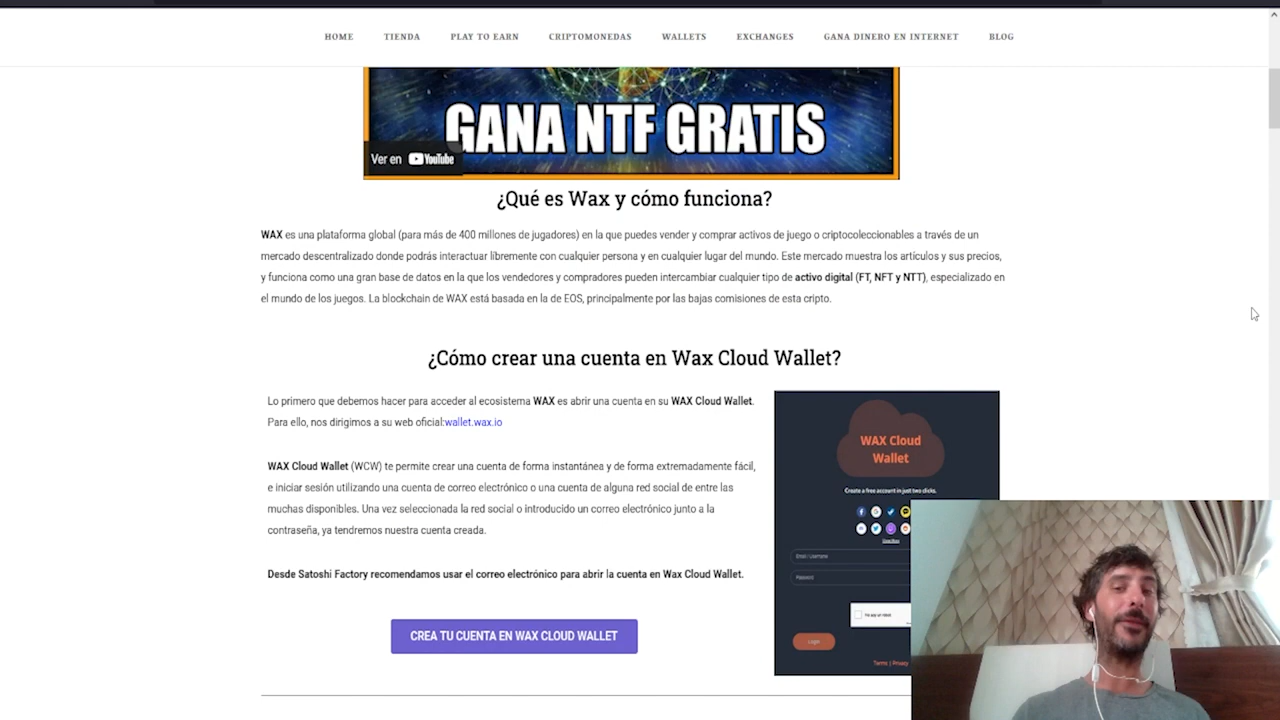 HOME TIENDA PLAY TO EARN CRIPTOMONEDAS WALLETS EXCHANGES GANA DINERO EN INTERNET BLOG
GANA NTF GRATIS
Ver en YouTube
¿Qué es Wax y cómo funciona?
WAX es una plataforma global (para más de 400 millones de jugadores) en la que puedes vender y comprar activos de juego o criptocoleccionables a través de un
mercado descentralizado donde podrás interactuar líbremente con cualquier persona y en cualquier lugar del mundo. Este mercado muestra los artículos y sus precios,
y funciona como una gran base de datos en la que los vendedores y compradores pueden intercambiar cualquier tipo de activo digital (FT, NFT y NTT), especializado en
el mundo de los juegos. La blockchain de WAX está basada en la de EOS, principalmente por las bajas comisiones de esta cripto.
¿Cómo crear una cuenta en Wax Cloud Wallet?
Lo primero que debemos hacer para acceder al ecosistema WAX es abrir una cuenta en su WAX Cloud Wallet.
Para ello, nos dirigimos a su web oficial:wallet.wax.io
WAX Cloud Wallet (WCW) te permite crear una cuenta de forma instantánea y de forma extremadamente fácil,
e iniciar sesión utilizando una cuenta de correo electrónico o una cuenta de alguna red social de entre las
muchas disponibles. Una vez seleccionada la red social o introducido un correo electrónico junto a la
contraseña, ya tendremos nuestra cuenta creada.
Desde Satoshi Factory recomendamos usar el correo electrónico para abrir la cuenta en Wax Cloud Wallet.
CREA TU CUENTA EN WAX CLOUD WALLET
WAX Cloud
Wallet
Create a free account in just two clicks.
Email / Username
Password
Login
Terms | Privacy